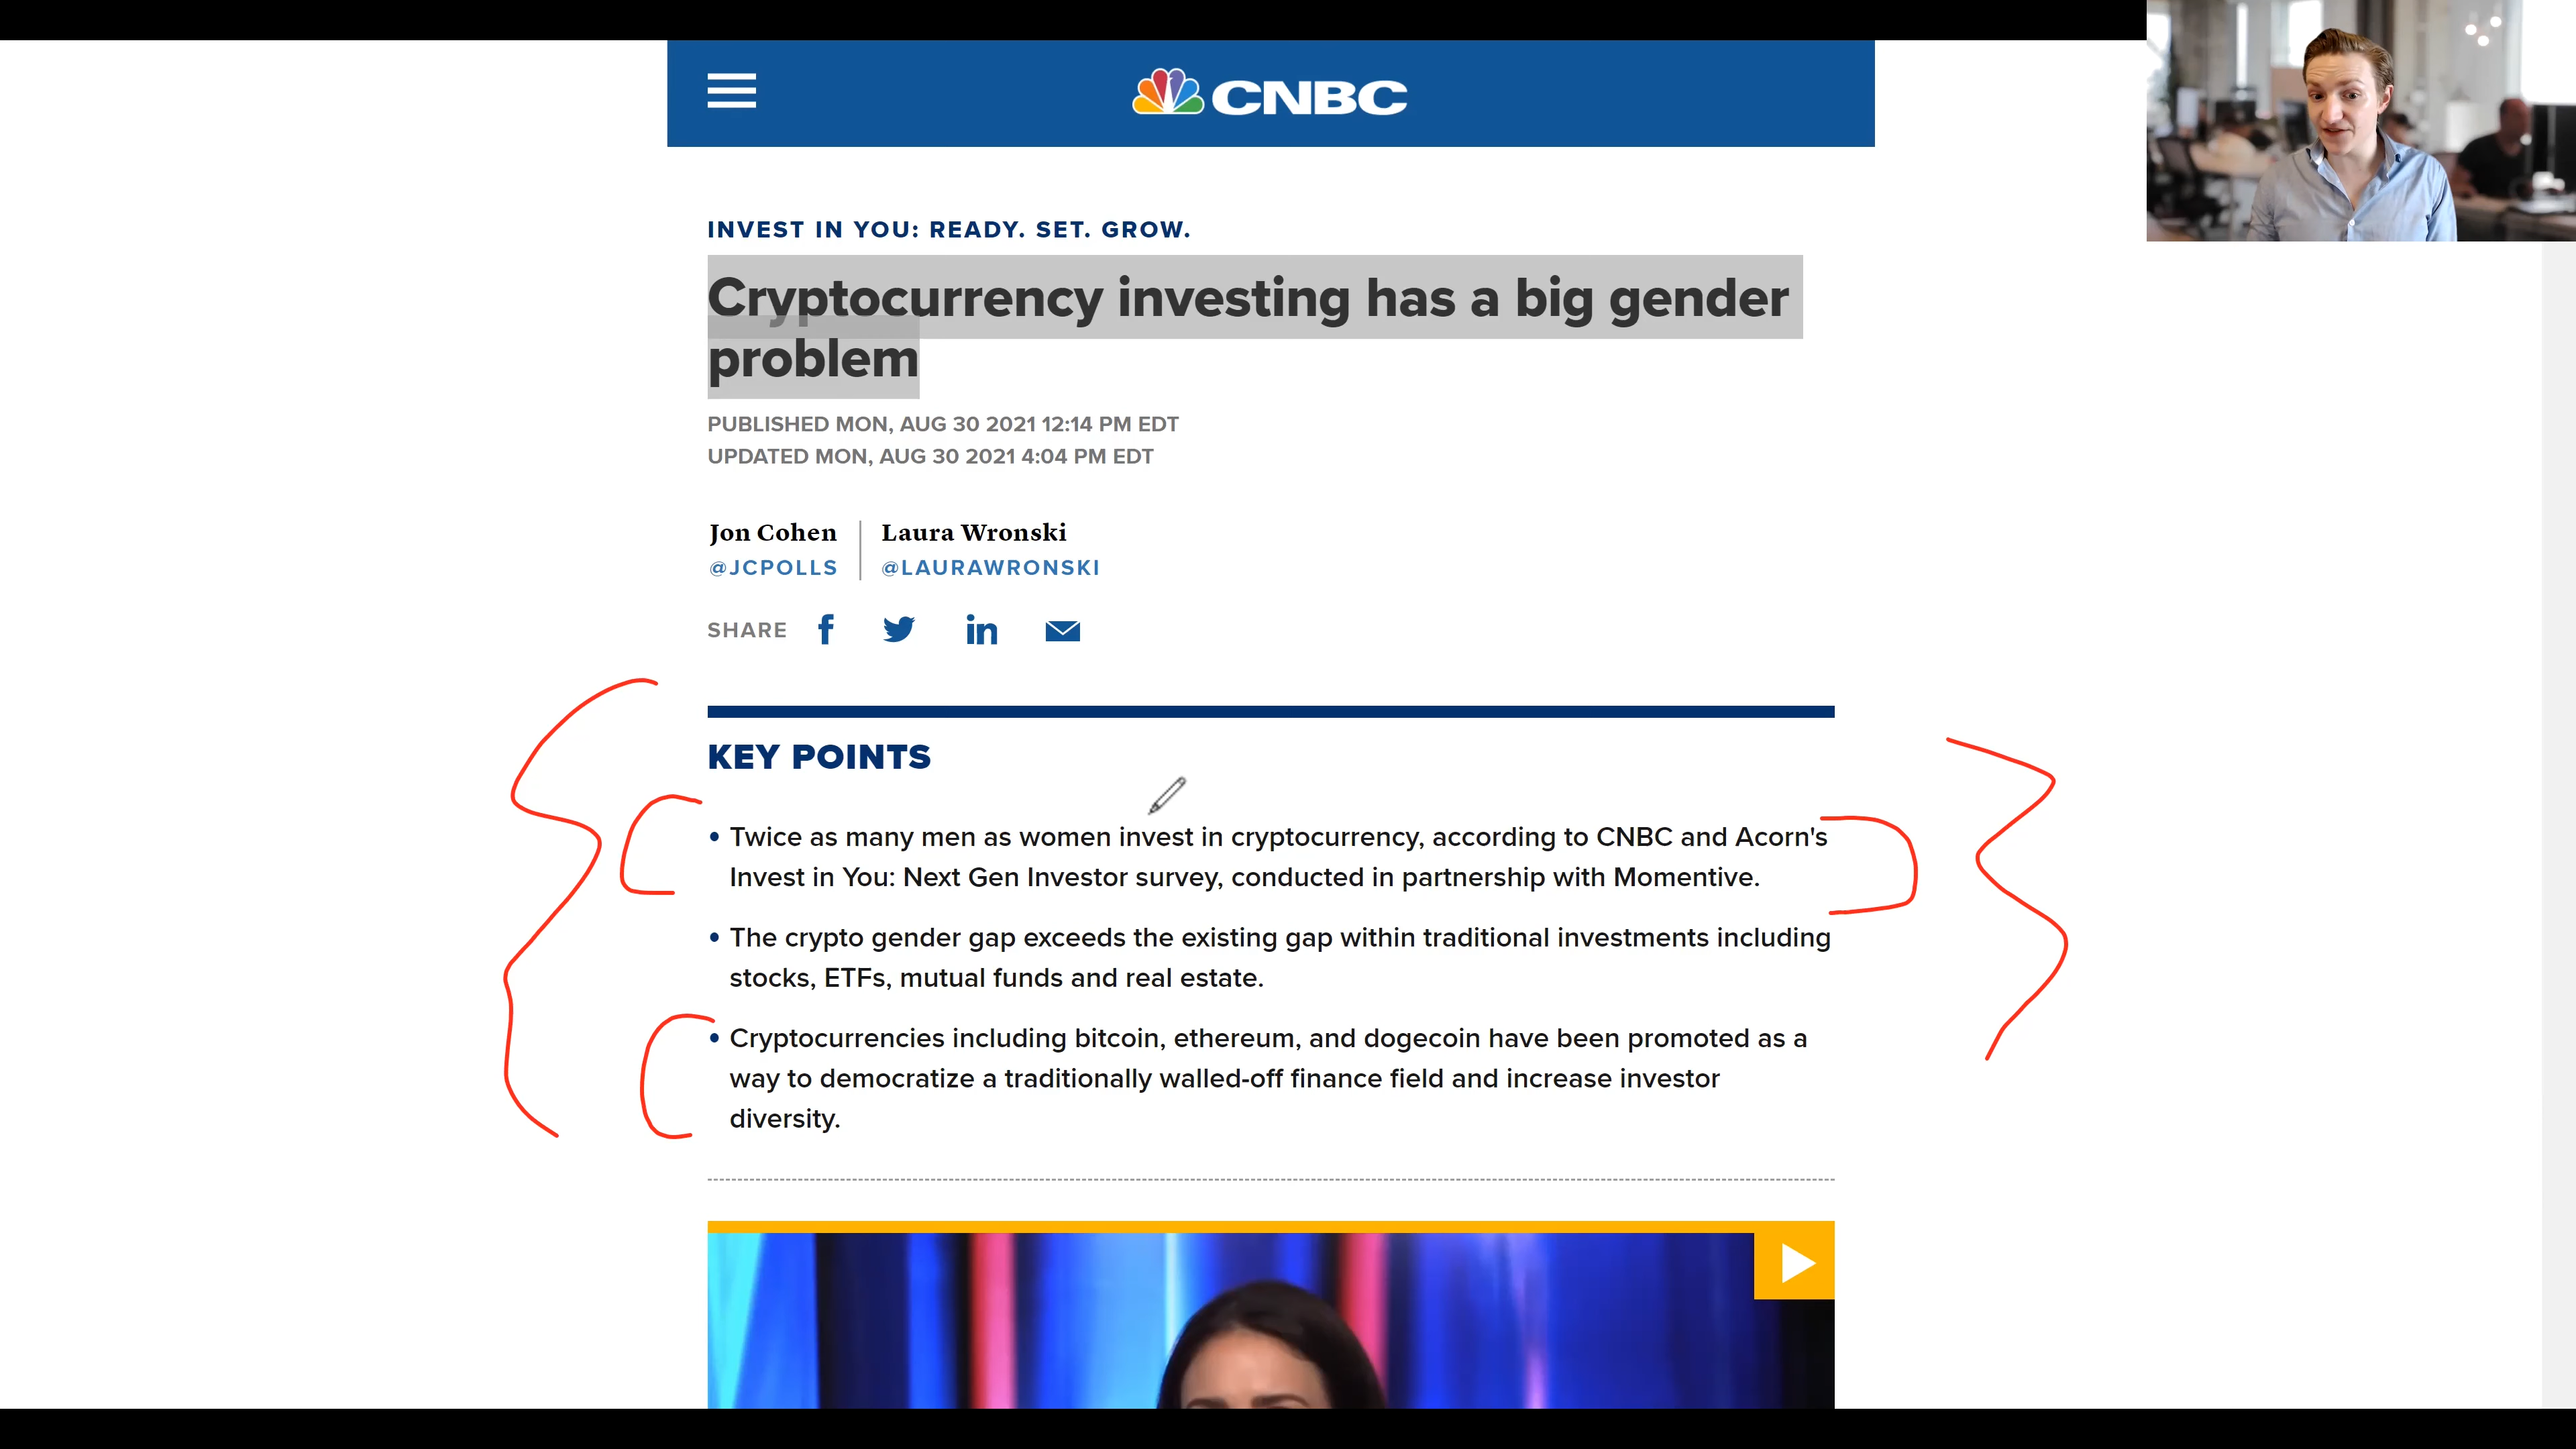 CNBC
INVEST IN YOU: READY. SET. GROW.
Cryptocurrency investing has a big gender
problem
PUBLISHED MON, AUG 30 2021 12:14 PM EDT
UPDATED MON, AUG 30 2021 4:04 PM EDT
Jon Cohen
@JCPOLLS
Laura Wronski
@LAURAWRONSKI
SHARE
KEY POINTS
• Twice as many men as women invest in cryptocurrency, according to CNBC and Acorn's
Invest in You: Next Gen Investor survey, conducted in partnership with Momentive.
• The crypto gender gap exceeds the existing gap within traditional investments including
stocks, ETFs, mutual funds and real estate.
• Cryptocurrencies including bitcoin, ethereum, and dogecoin have been promoted as a
way to democratize a traditionally walled-off finance field and increase investor
diversity.